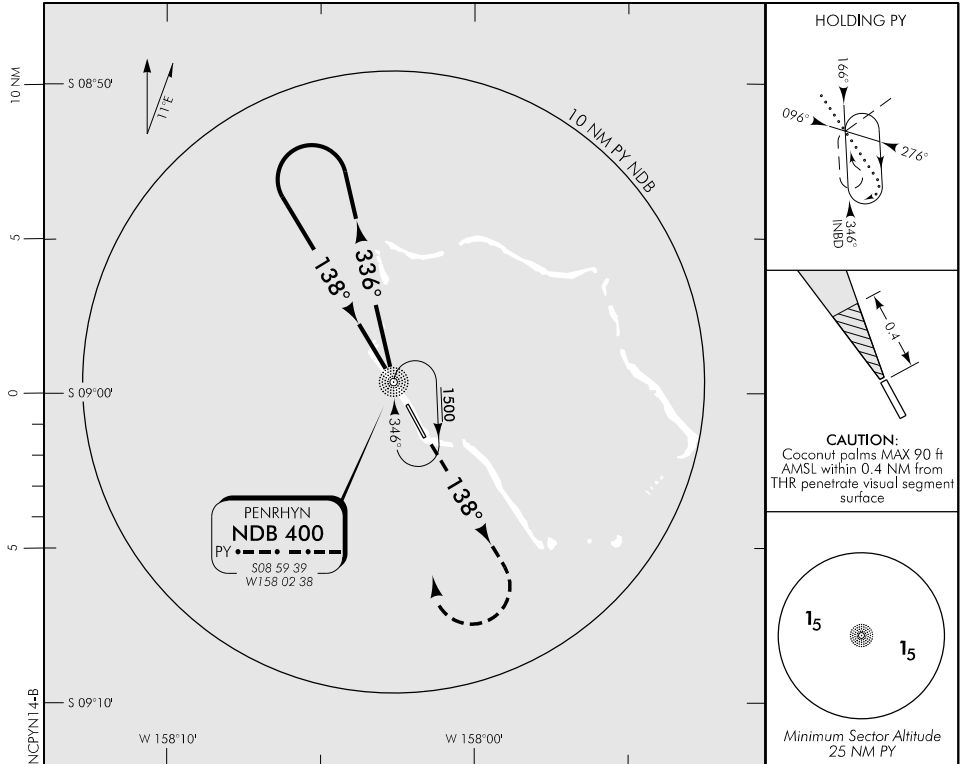 10 NM
S 08°50'
11°E
10 NM PY NDB
5
138°
336°
0
S 09°00'
346°
1500
138°
PENRHYN
NDB 400
PY
S08 59 39
W158 02 38
5
S 09°10'
NCPYN14-B
W 158°10'
W 158°00'
HOLDING PY
166°
096°
276°
346°
INBD
0.4
CAUTION:
Coconut palms MAX 90 ft
AMSL within 0.4 NM from
THR penetrate visual segment
surface
15
15
Minimum Sector Altitude
25 NM PY